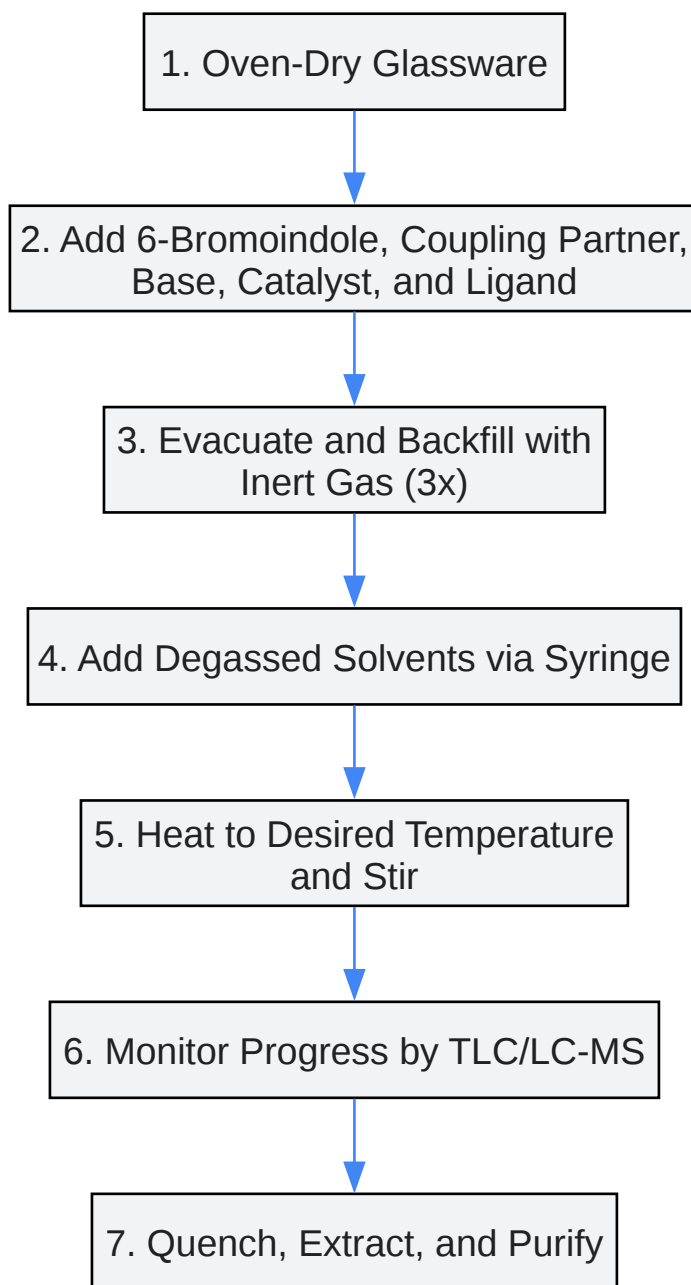 1. Oven-Dry Glassware
2. Add 6-Bromoindole, Coupling Partner,
Base, Catalyst, and Ligand
3. Evacuate and Backfill with
Inert Gas (3x)
4. Add Degassed Solvents via Syringe
5. Heat to Desired Temperature
and Stir
6. Monitor Progress by TLC/LC-MS
7. Quench, Extract, and Purify